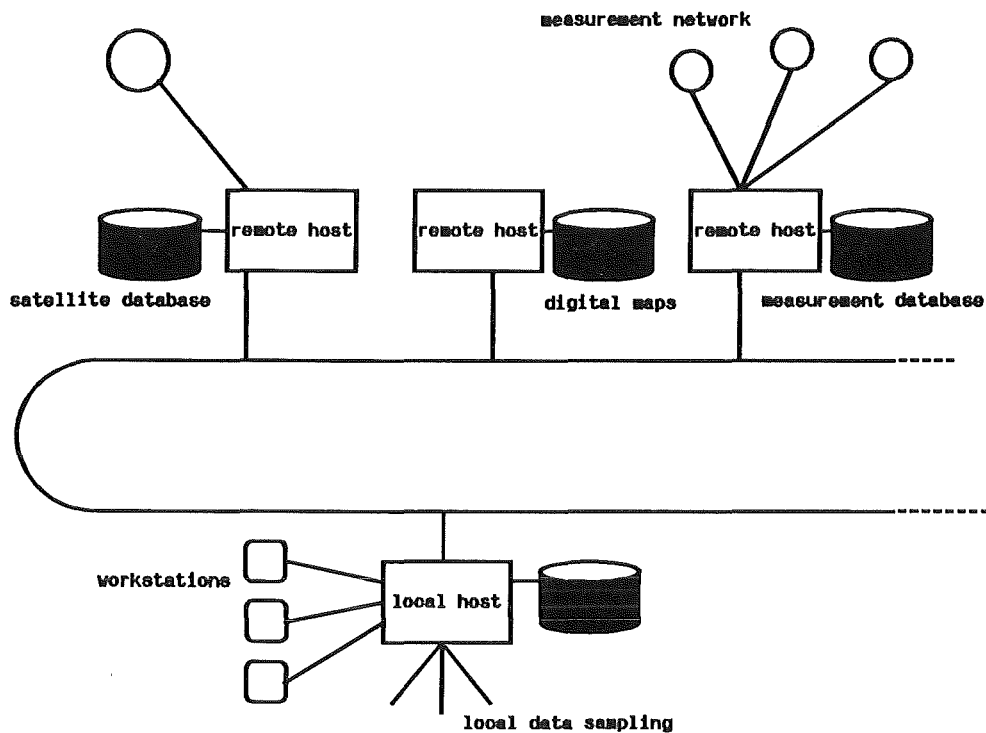 measurement network
remote host
remote host
remote host
satellite database
digital maps
measurement database
workstations
local host
local data sampling